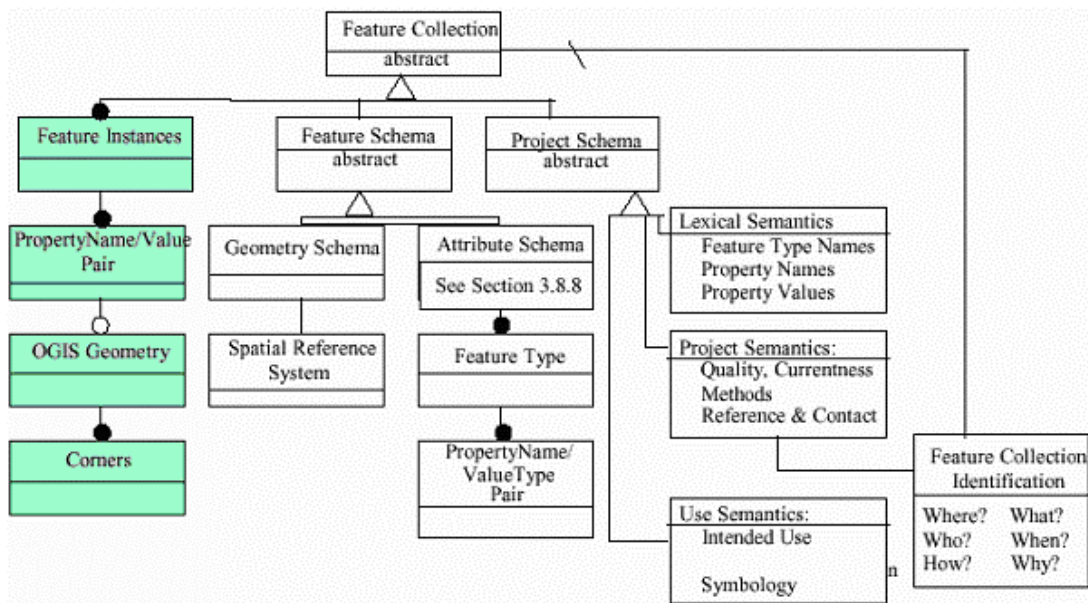 Feature Collection
abstract
Feature Instances
Feature Schema
abstract
Project Schema
abstract
PropertyName/Value
Pair
Geometry Schema
Attribute Schema
See Section 3.8.8
Lexical Semantics
Feature Type Names
Property Names
Property Values
OGIS Geometry
Spatial Reference
System
Feature Type
Project Semantics:
Quality, Currentness
Methods
Reference & Contact
Corners
PropertyName/
ValueType
Pair
Feature Collection
Identification
Where? What?
Who? When?
How? Why?
Use Semantics:
Intended Use
n
Symbology